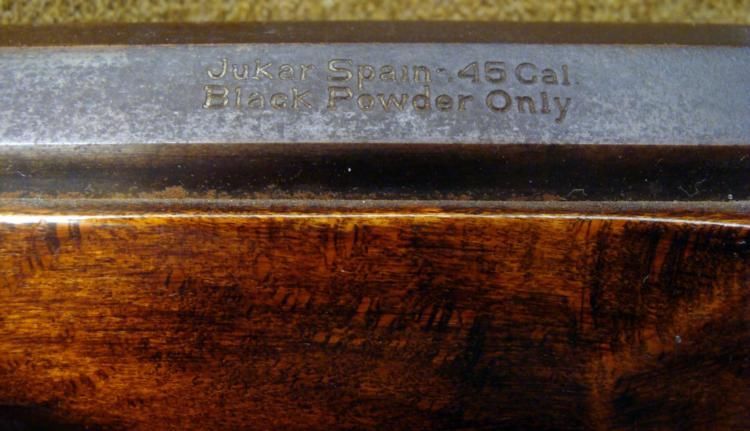 JuKar Spain-.45 Cal.
Black Powder Only